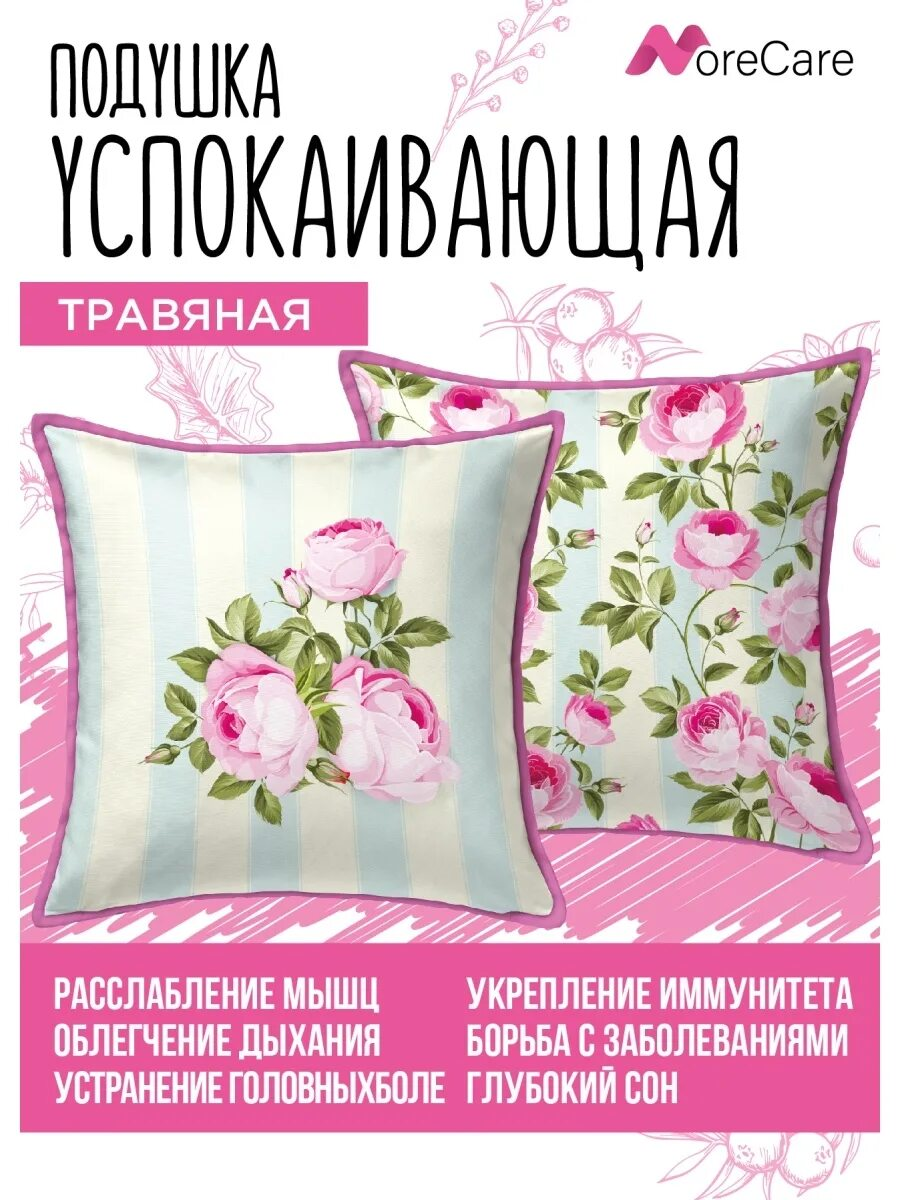 ПОДУШКА
MoreCare
УСПОКАИВАЮЩАЯ
ТРАВЯНАЯ
РАССЛАБЛЕНИЕ МЫШЦ
ОБЛЕГЧЕНИЕ ДЫХАНИЯ
УСТРАНЕНИЕ ГОЛОВНЫХБОЛЕ
УКРЕПЛЕНИЕ ИММУНИТЕТА
БОРЬБА С ЗАБОЛЕВАНИЯМИ
ГЛУБОКИЙ СОН